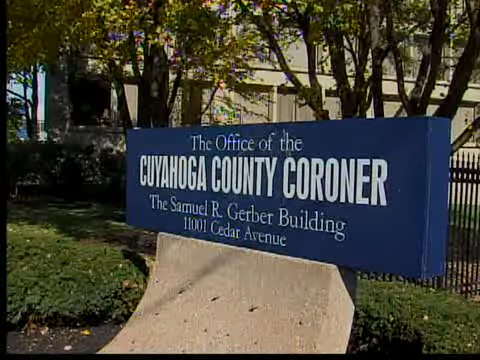 The Office of the
CUYAHOGA COUNTY CORONER
The Samuel R. Gerber Building
11001 Cedar Avenue